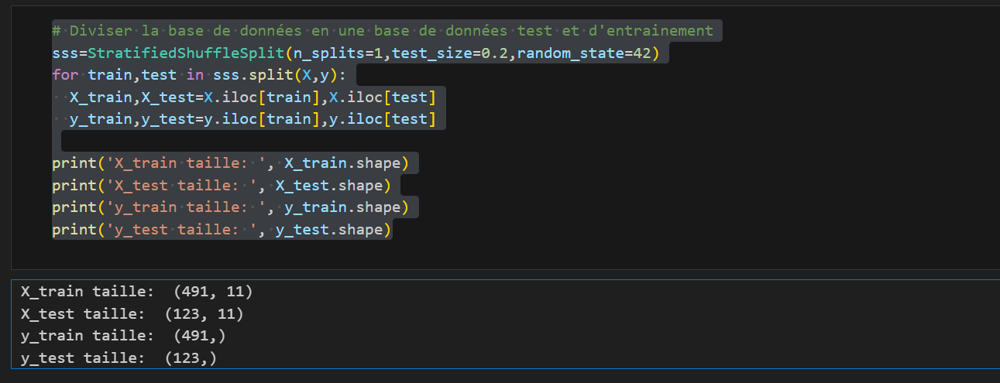 # Diviser la base de données en une base de données test et d'entrainement
sss=StratifiedShuffleSplit(n_splits=1,test_size=0.2,random_state=42)
for train,test in sss.split(X,y):
  X_train,X_test=X.iloc[train],X.iloc[test]
  y_train,y_test=y.iloc[train],y.iloc[test]
print('X_train taille: ', X_train.shape)
print('X_test taille: ', X_test.shape)
print('y_train taille: ', y_train.shape)
print('y_test taille: ', y_test.shape)
X_train taille:  (491, 11)
X_test taille:  (123, 11)
y_train taille:  (491,)
y_test taille:  (123,)